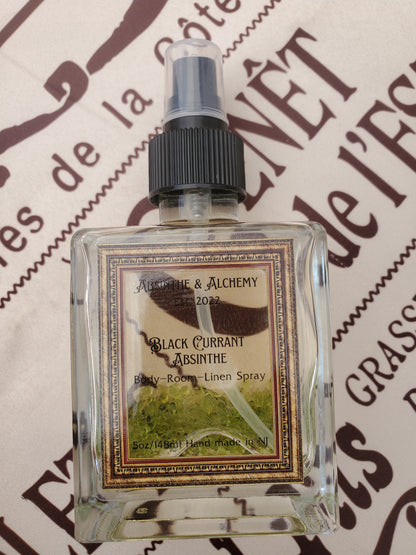 de la Côte
res de
NÊT
de l'ES
GRASS
ABSINTHE & ALCHEMY
EST. 2022
BLACK CURRANT
ABSINTHE
Body-Room-Linen Spray
5oz/148ml Hand made in NJ